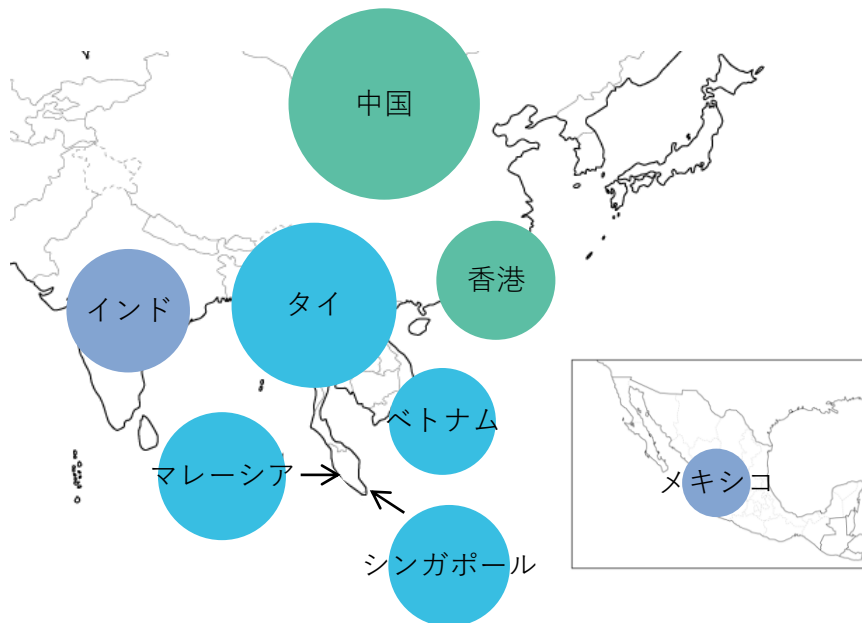 中国
香港
インド
タイ
ベトナム
マレーシア
メキシコ
シンガポール